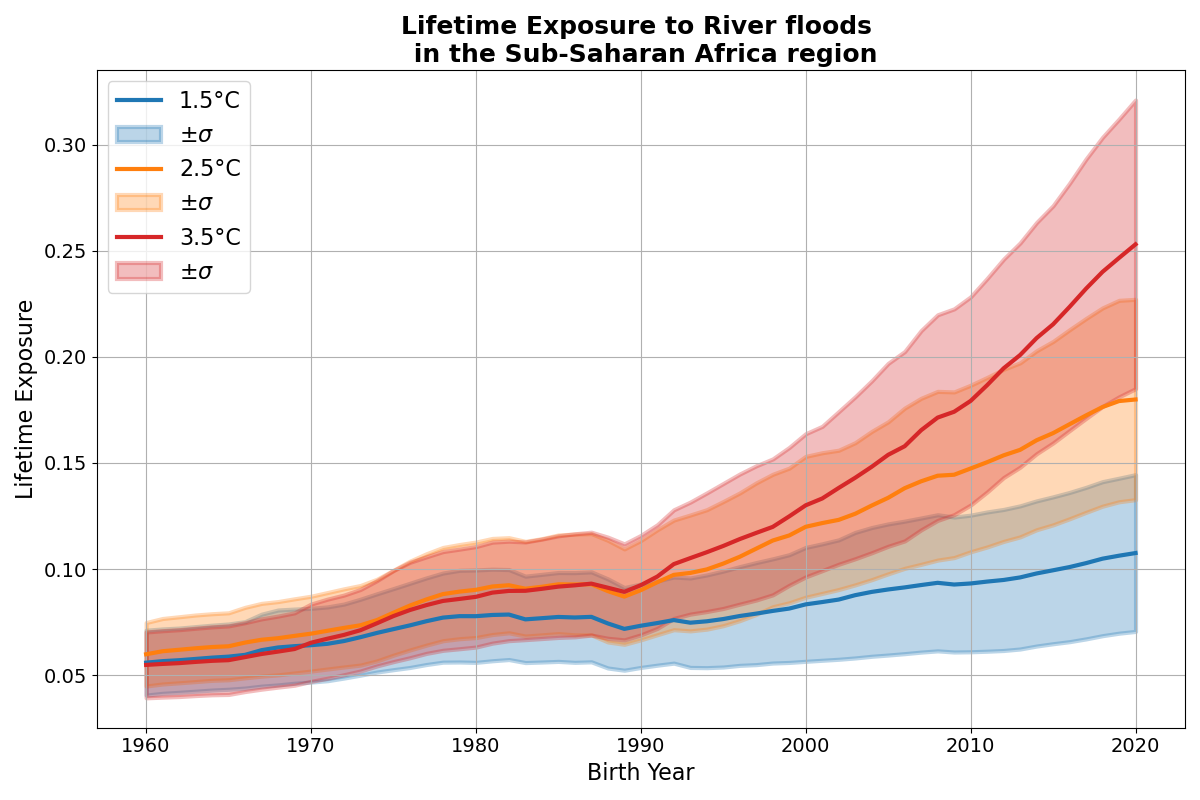 Lifetime Exposure to River floods
in the Sub-Saharan Africa region
1.5°C
±σ
2.5°C
±σ
3.5°C
±σ
Lifetime Exposure
0.30
0.25
0.20
0.15
0.10
0.05
1960 1970 1980 1990 2000 2010 2020
Birth Year